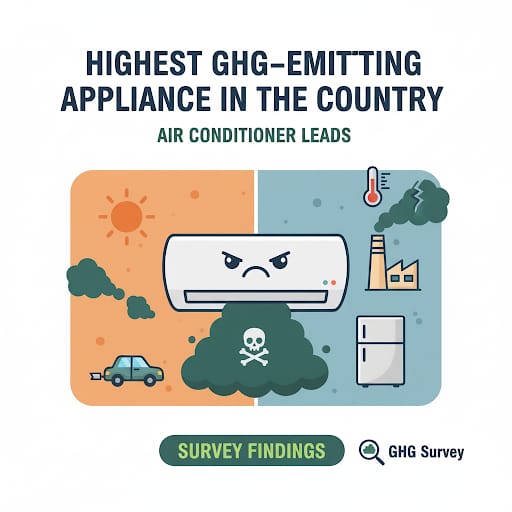 HIGHEST GHG–EMITTING
APPLIANCE IN THE COUNTRY
AIR CONDITIONER LEADS
SURVEY FINDINGS
GHG Survey